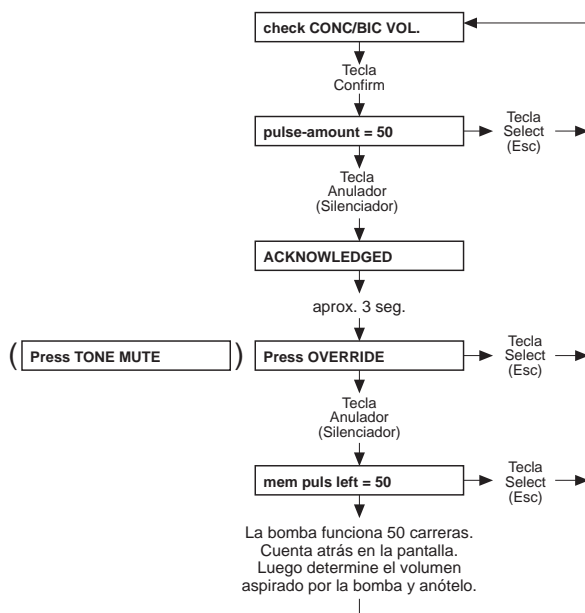 check CONC/BIC VOL.
Tecla
Confirm
pulse-amount = 50
Tecla
Select
(Esc)
Tecla
Anulador
(Silenciador)
ACKNOWLEDGED
aprox. 3 seg.
( Press TONE MUTE )
Press OVERRIDE
Tecla
Select
(Esc)
Tecla
Anulador
(Silenciador)
mem puls left = 50
Tecla
Select
(Esc)
La bomba funciona 50 carreras.
Cuenta atrás en la pantalla.
Luego determine el volumen
aspirado por la bomba y anótelo.